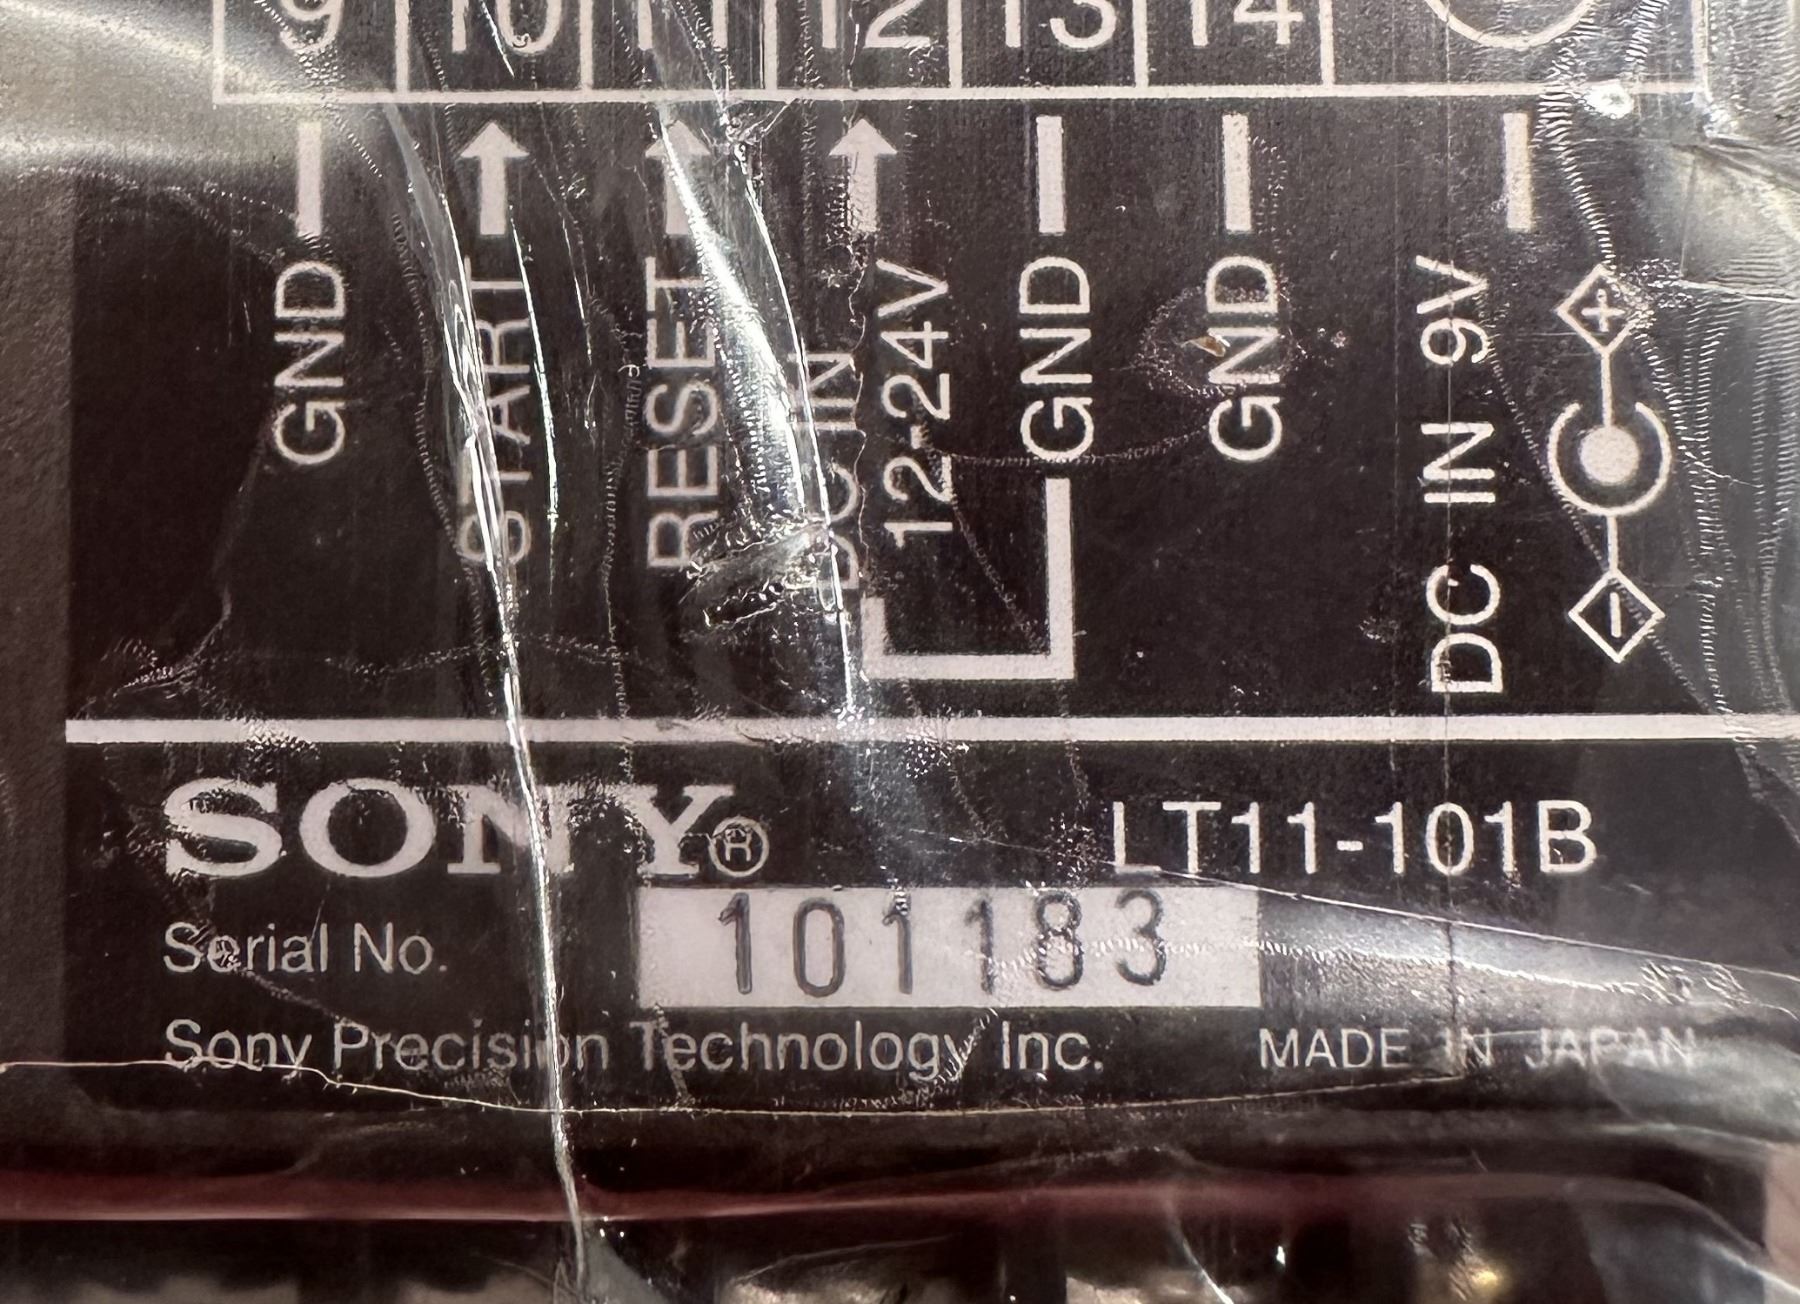 9 10 11 12 13 14
GND
START
RESET
DC IN
12-24V
GND
GND
DC IN 9V
+
−
SONY® LT11-101B
Serial No. 101183
Sony Precision Technology Inc. MADE IN JAPAN